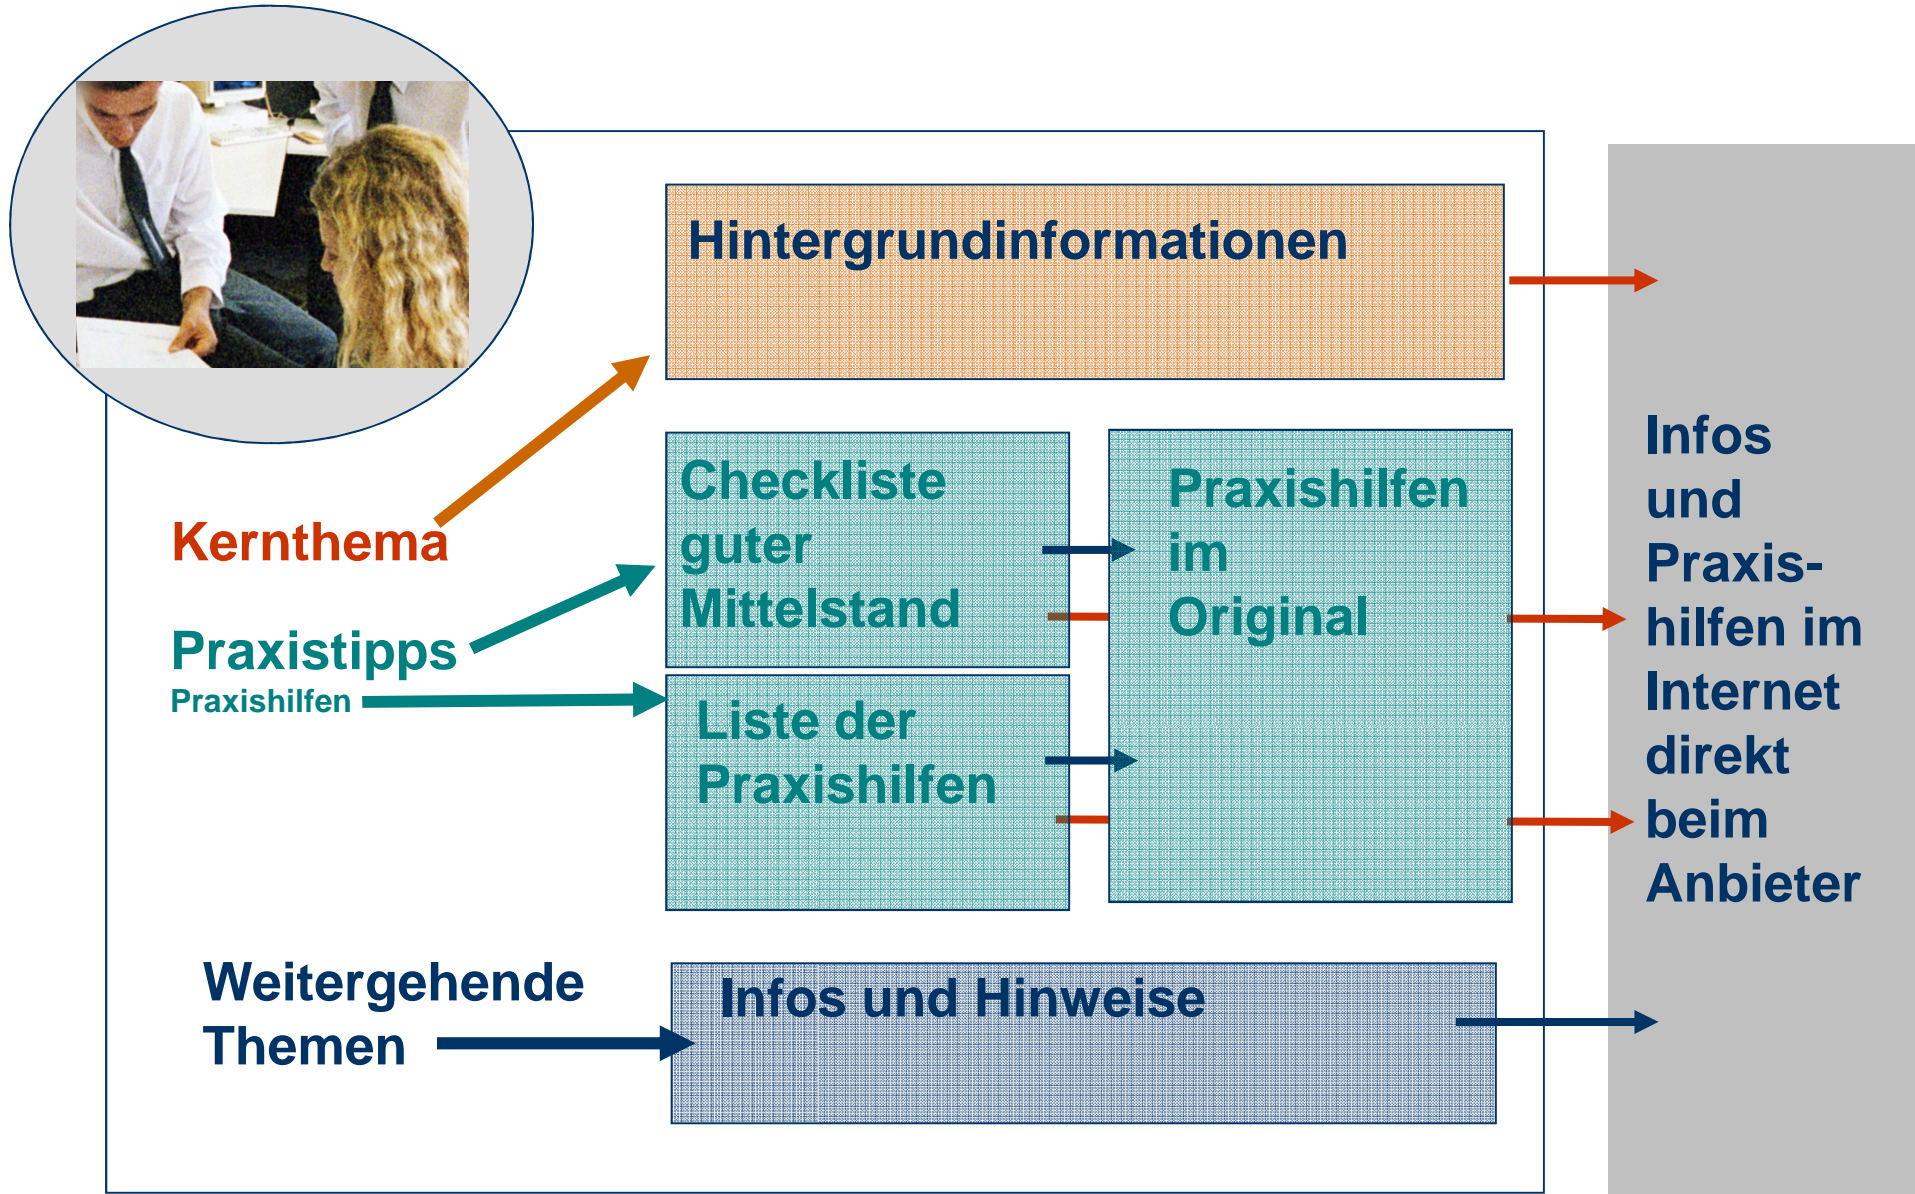 Hintergrundinformationen
Kernthema
Praxistipps
Praxishilfen
Checkliste
guter
Mittelstand
Liste der
Praxishilfen
Praxishilfen
im
Original
Weitergehende
Themen
Infos und Hinweise
Infos
und
Praxis-
hilfen im
Internet
direkt
beim
Anbieter